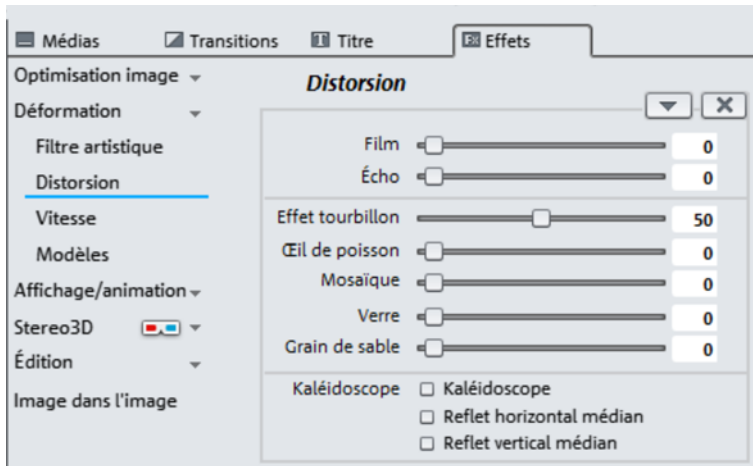 Médias Transitions Titre Effets
Optimisation image
Déformation
Filtre artistique
Distorsion
Vitesse
Modèles
Affichage/animation
Stereo3D
Édition
Image dans l'image
Distorsion
Film 0
Écho 0
Effet tourbillon 50
Œil de poisson 0
Mosaïque 0
Verre 0
Grain de sable 0
Kaléidoscope Kaléidoscope
Reflet horizontal médian
Reflet vertical médian